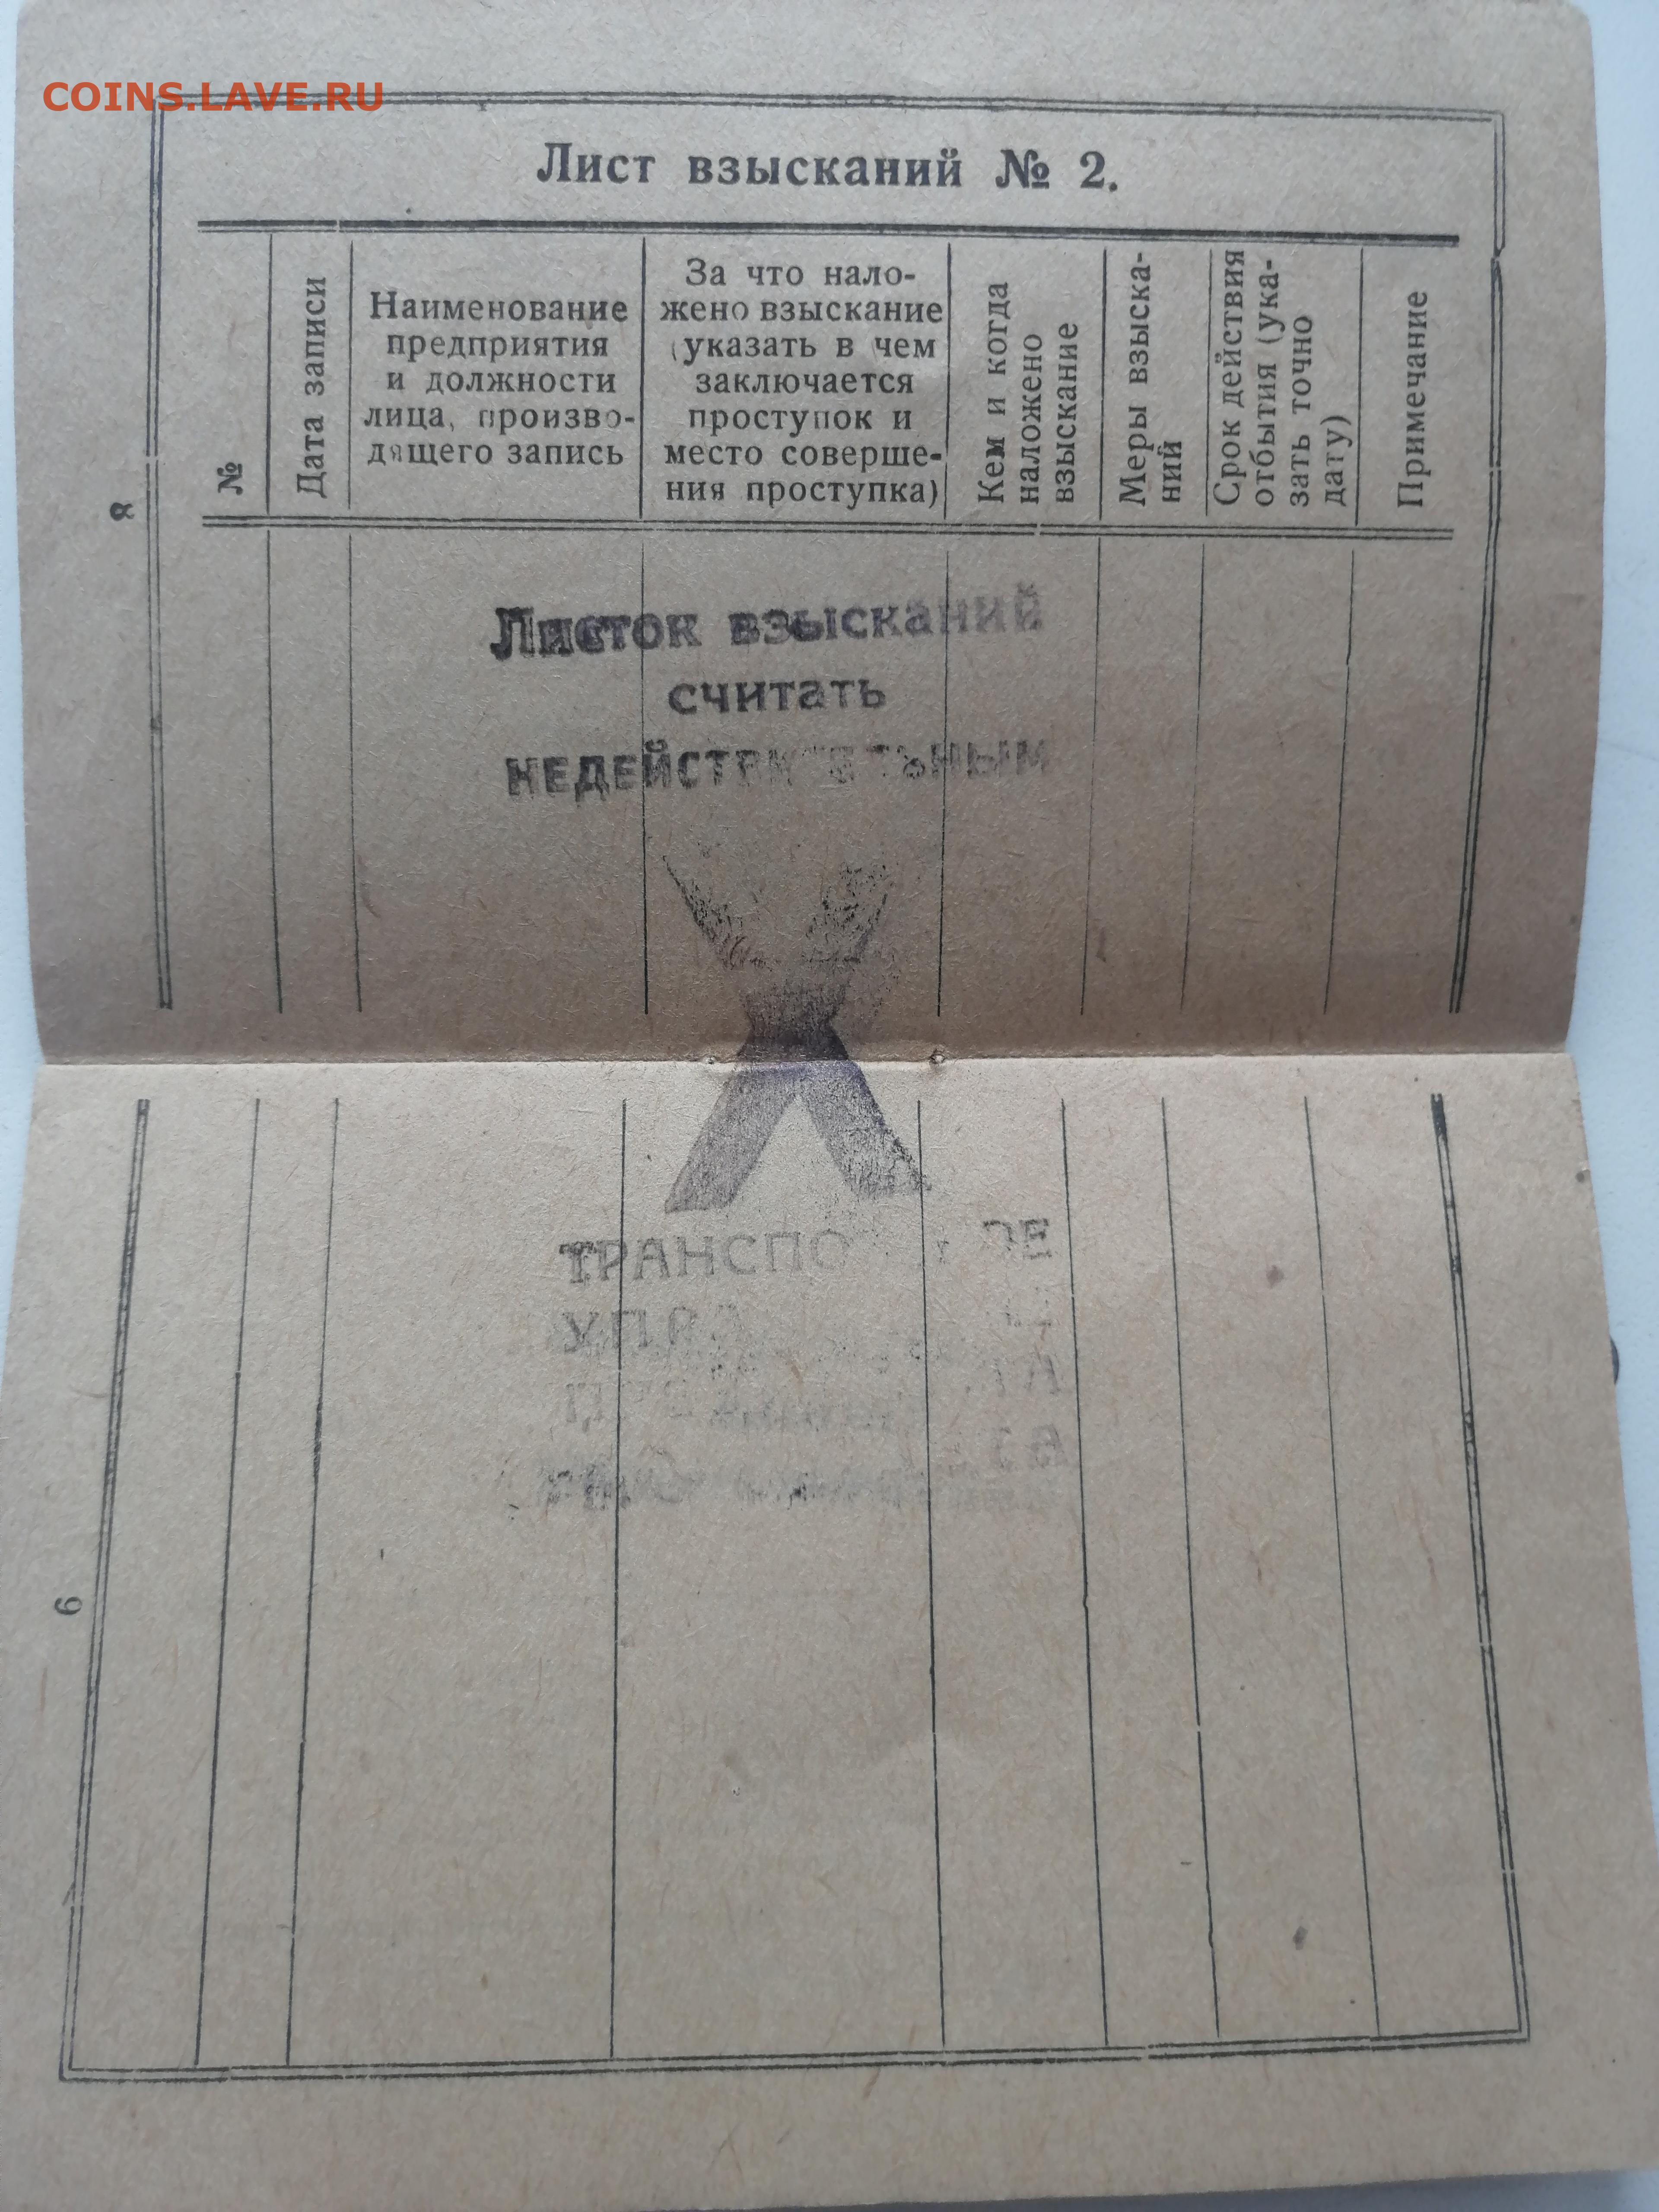 COINS.LAVE.RU
Лист взысканий № 2.
№
Дата записи
Наименование
предприятия
и должности
лица, произво-
дящего запись
За что нало-
жено взыскание
(указать в чем
заключается
проступок и
место соверше-
ния проступка)
Кем и когда
наложено
взыскание
Меры взыска-
ний
Срок действия
отбытия (ука-
зать точно
дату)
Примечание
8
Листок взысканий
считать
НЕДЕЙСТВИТЕЛЬНЫМ
9